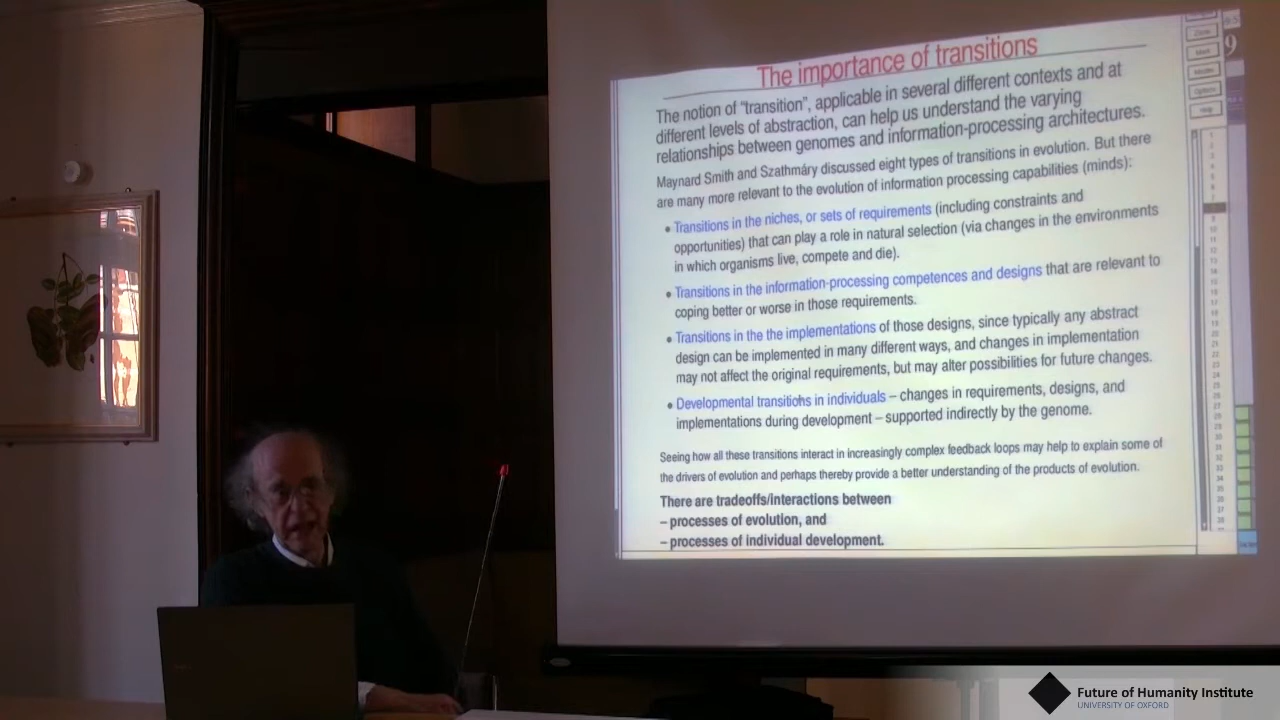 The importance of transitions
The notion of “transition”, applicable in several different contexts and at
different levels of abstraction, can help us understand the varying
relationships between genomes and information-processing architectures.
Maynard Smith and Szathmáry discussed eight types of transitions in evolution. But there
are many more relevant to the evolution of information processing capabilities (minds):
• Transitions in the niches, or sets of requirements (including constraints and
opportunities) that can play a role in natural selection (via changes in the environments
in which organisms live, compete and die).
• Transitions in the information-processing competences and designs that are relevant to
coping better or worse in those requirements.
• Transitions in the the implementations of those designs, since typically any abstract
design can be implemented in many different ways, and changes in implementation
may not affect the original requirements, but may alter possibilities for future changes.
• Developmental transitions in individuals – changes in requirements, designs, and
implementations during development – supported indirectly by the genome.
Seeing how all these transitions interact in increasingly complex feedback loops may help to explain some of
the drivers of evolution and perhaps thereby provide a better understanding of the products of evolution.
There are tradeoffs/interactions between
– processes of evolution, and
– processes of individual development.
Future of Humanity Institute
UNIVERSITY OF OXFORD